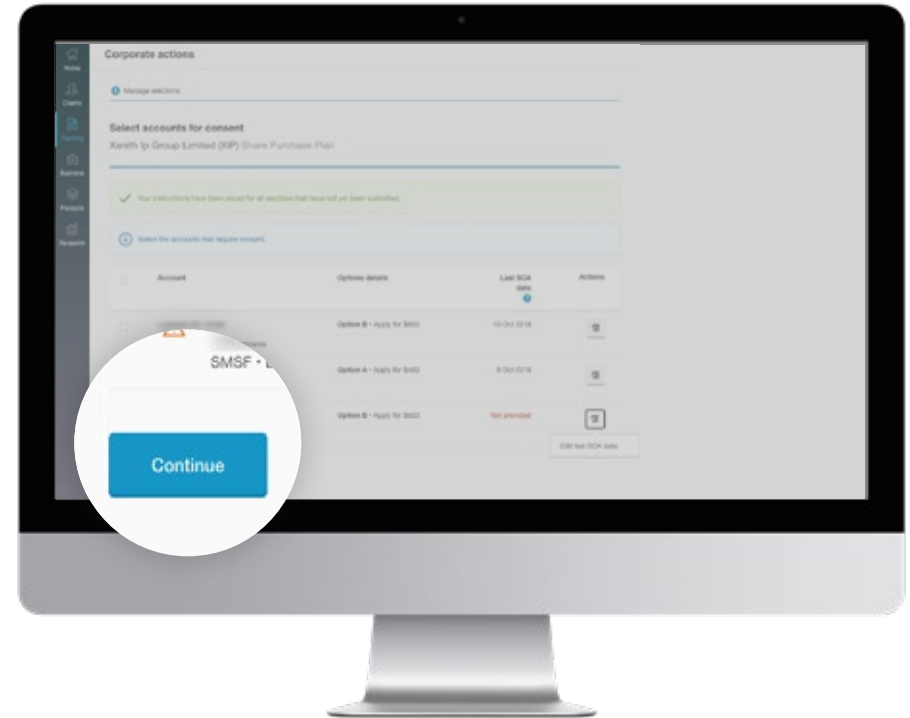 Home
Corporate actions
Clients
Manage elections
Trading
Select accounts for consent
Xenith Ip Group Limited (XIP) Share Purchase Plan
Business
Products
Your instructions have been saved for all elections that have not yet been submitted.
Research
Select the accounts that require consent.
Account
Options details
Last SOA date
Actions
Option B - Apply for
10 Oct 2018
SMSF •
Option A - Apply for
9 Oct 2018
Option B - Apply for
Not provided
Edit last SOA date
Continue